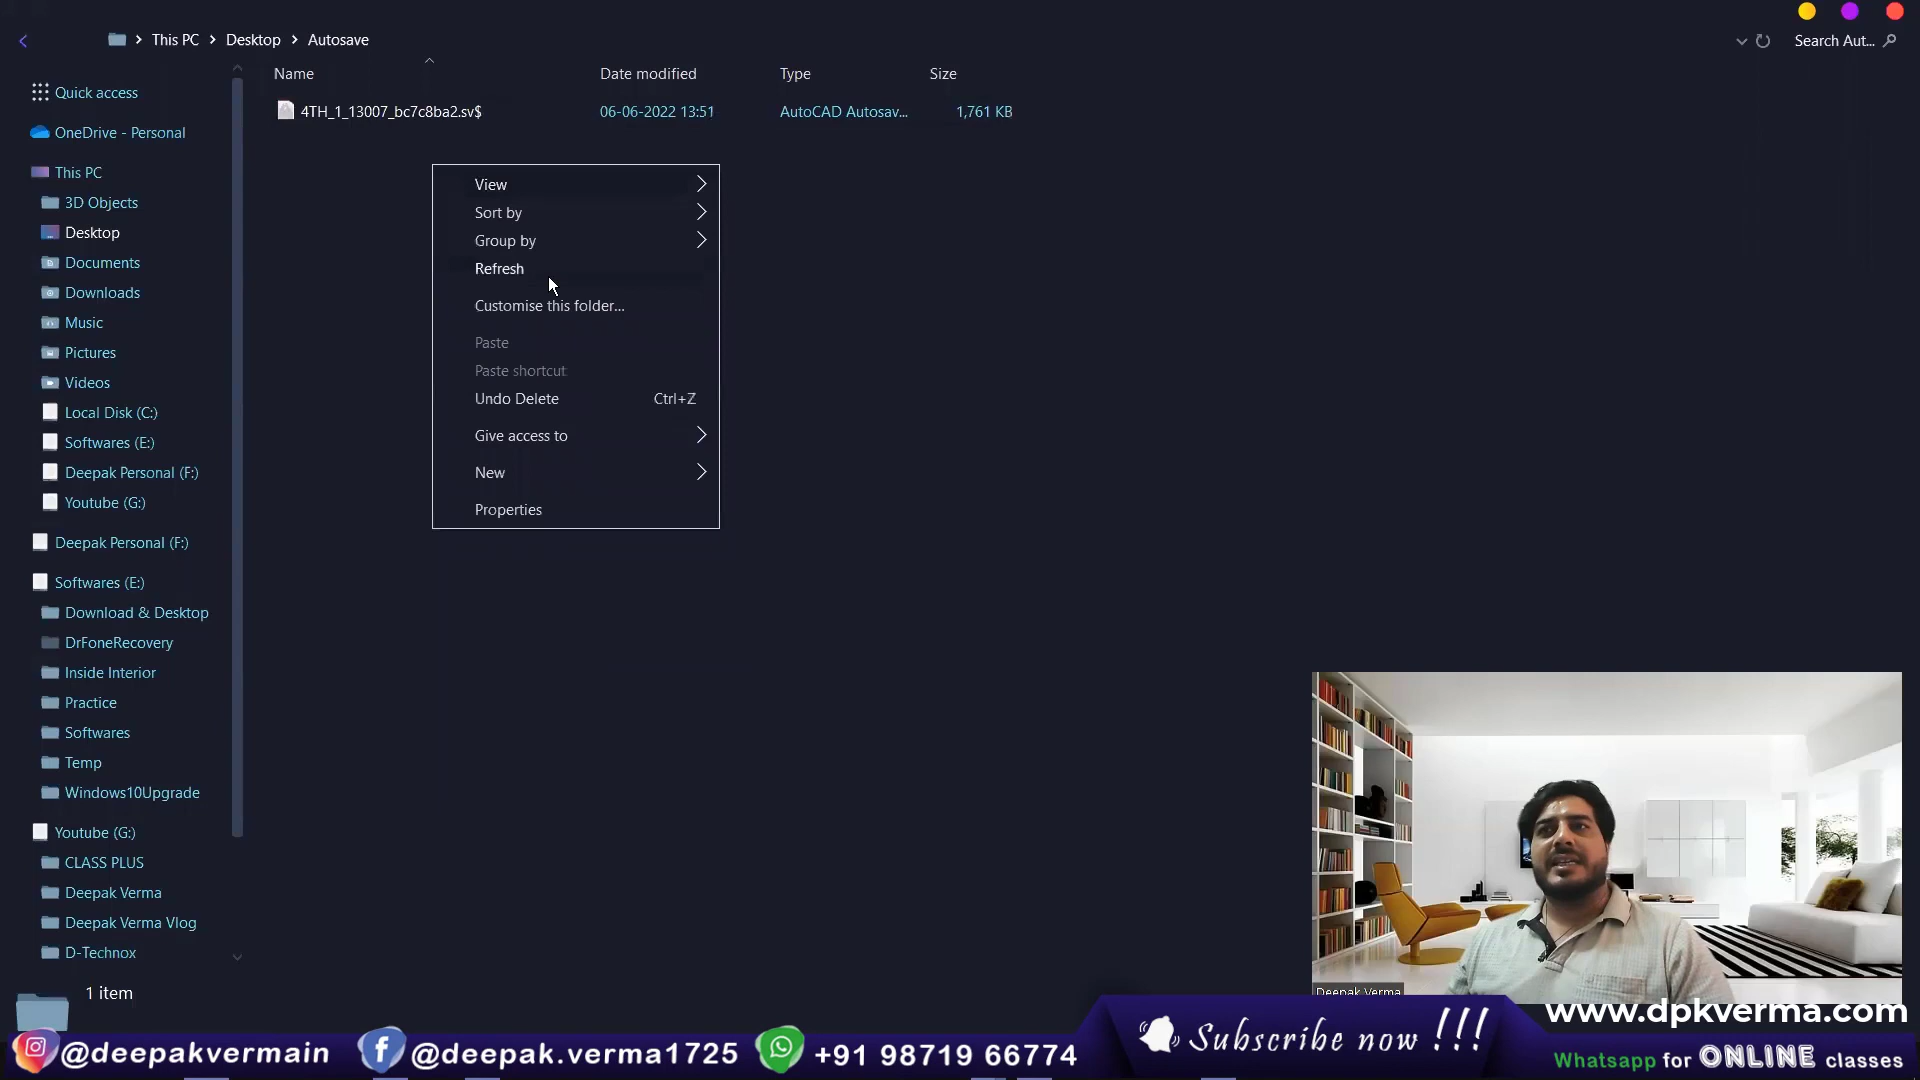 This PC > Desktop > Autosave
Search Aut...
Name
Date modified
Type
Size
4TH_1_13007_bc7c8ba2.sv$
06-06-2022 13:51
AutoCAD Autosav...
1,761 KB
Quick access
OneDrive - Personal
This PC
3D Objects
Desktop
Documents
Downloads
Music
Pictures
Videos
Local Disk (C:)
Softwares (E:)
Deepak Personal (F:)
Youtube (G:)
Deepak Personal (F:)
Softwares (E:)
Download & Desktop
DrFoneRecovery
Inside Interior
Practice
Softwares
Temp
Windows10Upgrade
Youtube (G:)
CLASS PLUS
Deepak Verma
Deepak Verma Vlog
D-Technox
View
Sort by
Group by
Refresh
Customise this folder...
Paste
Paste shortcut
Undo Delete Ctrl+Z
Give access to
New
Properties
1 item
Deepak Verma
www.dpkverma.com
@deepakvermain
@deepak.verma1725
+91 98719 66774
Subscribe now !!!
Whatsapp for ONLINE classes